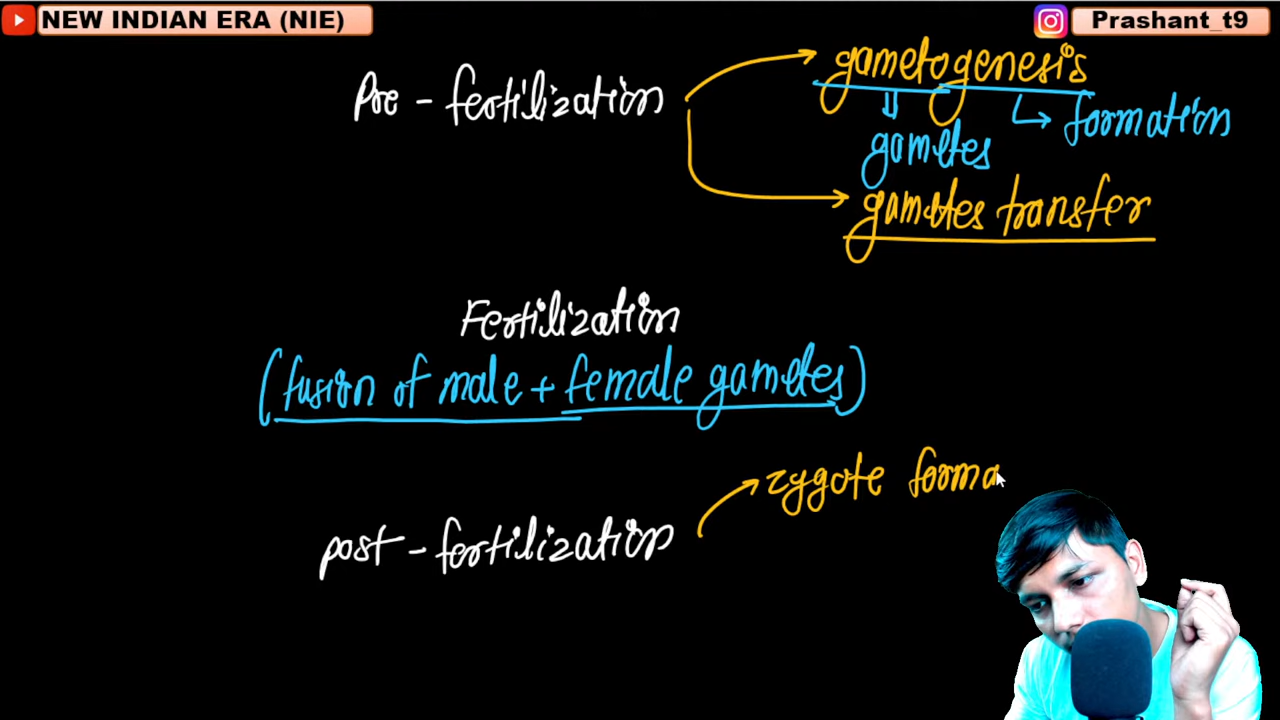 NEW INDIAN ERA (NIE)
Prashant_t9
Pre - fertilization
gametogenesis
gametes
formation
gametes transfer
Fertilization
(fusion of male + female gametes)
post - fertilization
zygote forma